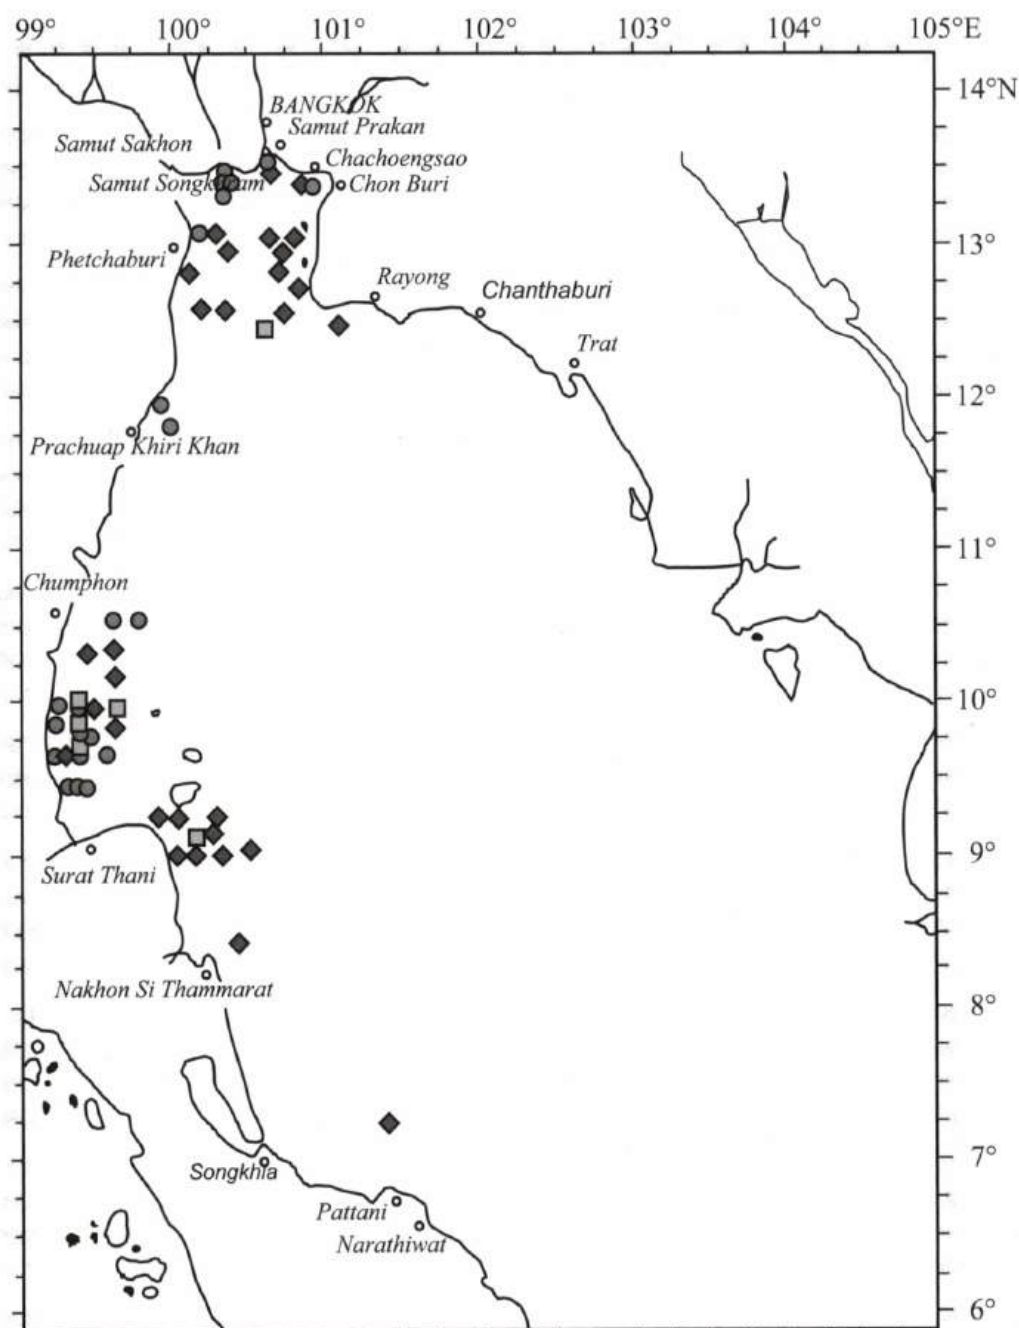 99° 100° 101° 102° 103° 104° 105°E
14°N
BANGKOK
Samut Prakan
Samut Sakhon
Chachoengsao
Samut Songkaram
Chon Buri
13°
Phetchaburi
Rayong
Chanthaburi
Trat
12°
Prachuap Khiri Khan
11°
Chumphon
10°
9°
Surat Thani
Nakhon Si Thammarat
8°
7°
Songkhla
Pattani
Narathiwat
6°